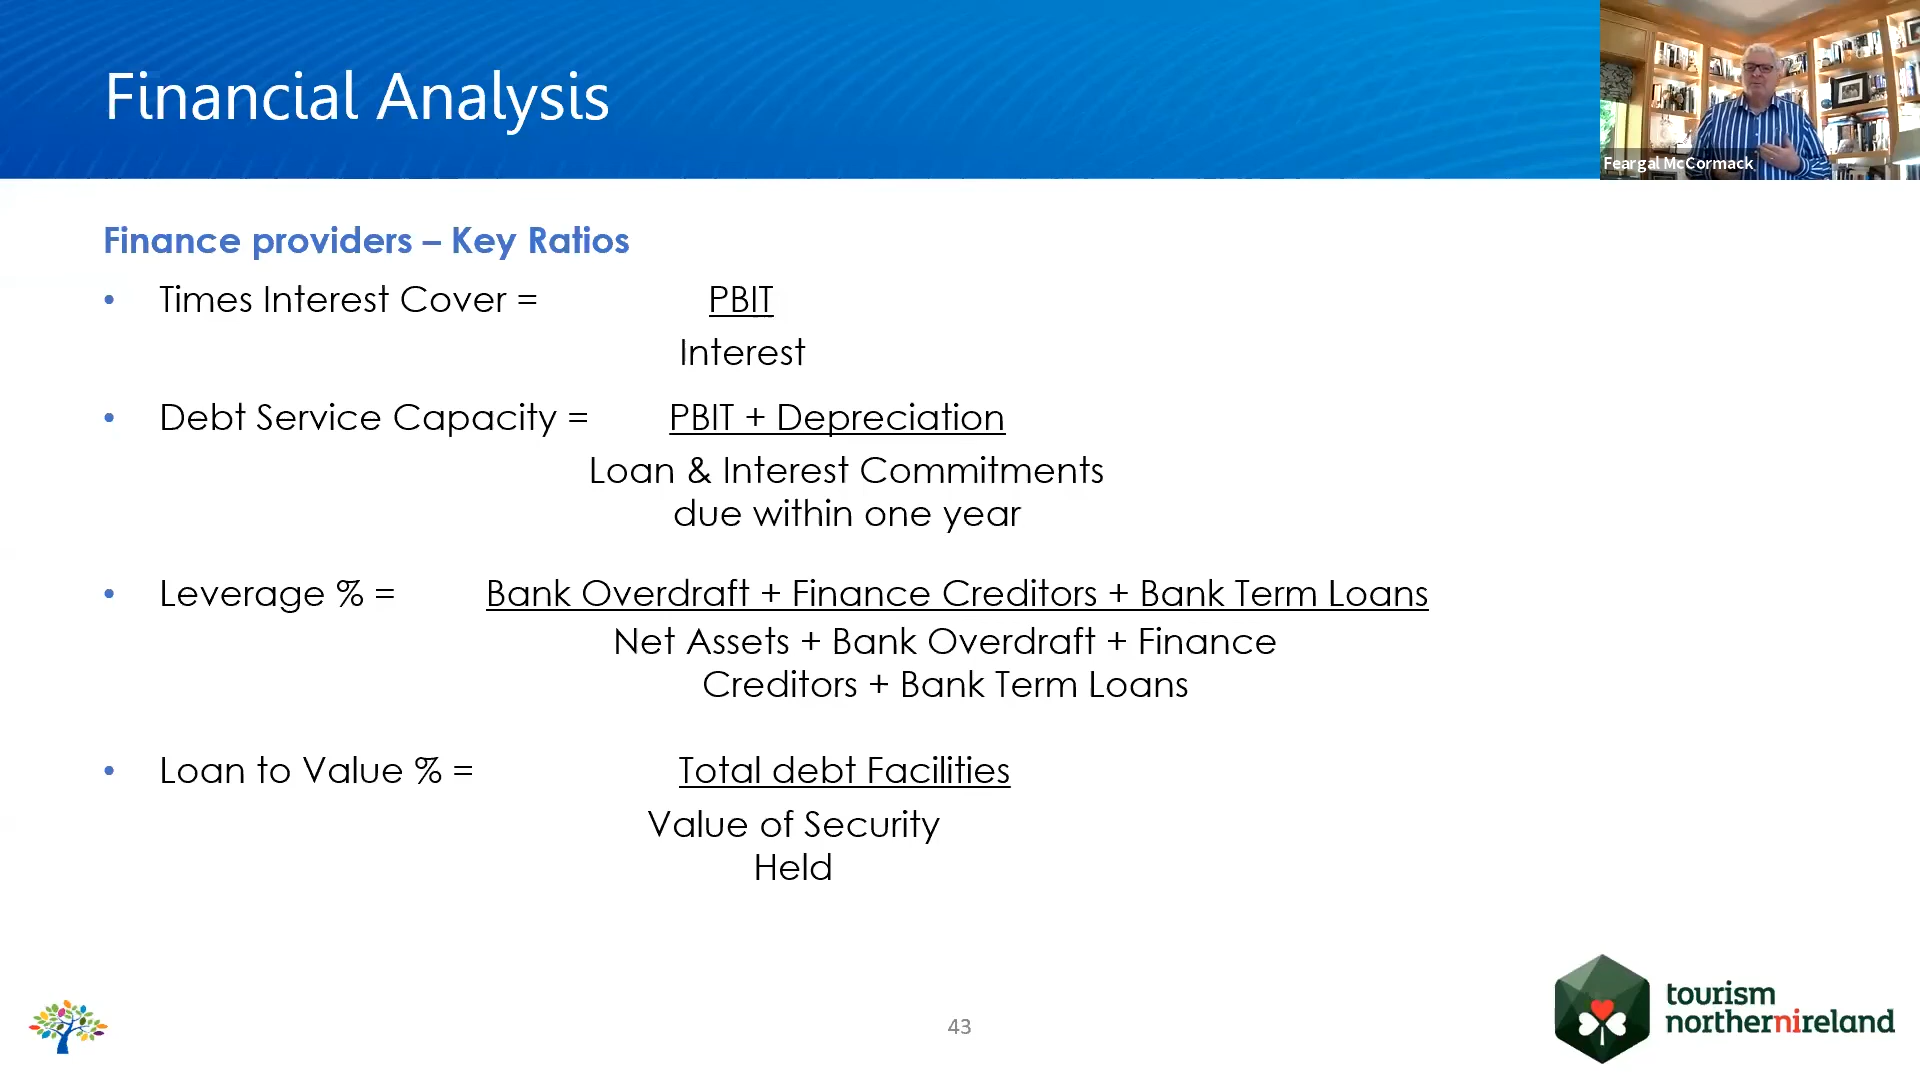 Financial Analysis
Feargal McCormack
Finance providers – Key Ratios
• Times Interest Cover = PBIT
Interest
• Debt Service Capacity = PBIT + Depreciation
Loan & Interest Commitments
due within one year
• Leverage % = Bank Overdraft + Finance Creditors + Bank Term Loans
Net Assets + Bank Overdraft + Finance
Creditors + Bank Term Loans
• Loan to Value % = Total debt Facilities
Value of Security
Held
43
tourism
northernireland